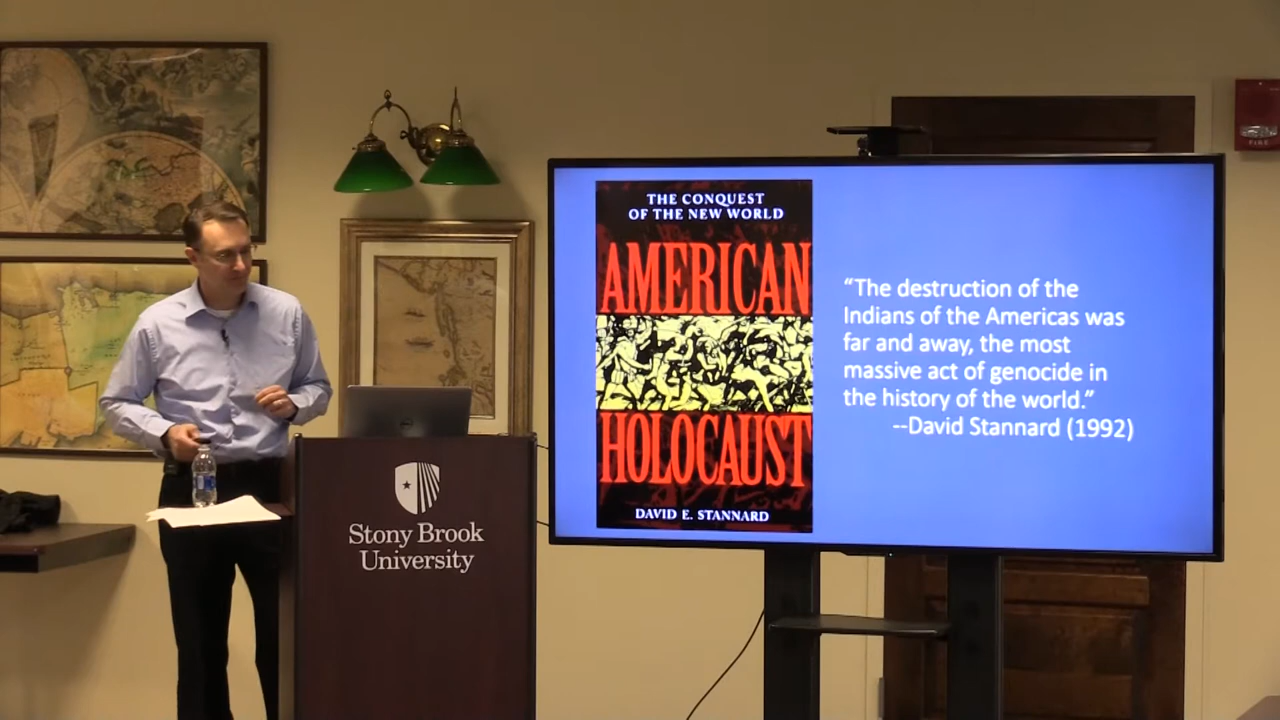 THE CONQUEST
OF THE NEW WORLD
AMERICAN
HOLOCAUST
DAVID E. STANNARD
“The destruction of the
Indians of the Americas was
far and away, the most
massive act of genocide in
the history of the world.”
--David Stannard (1992)
Stony Brook
University
FIRE